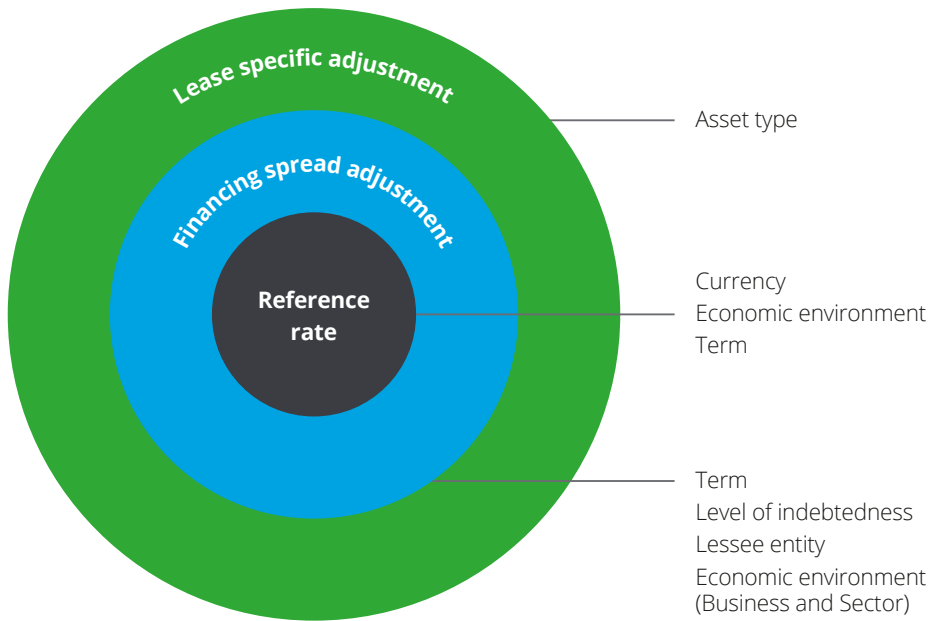 Lease specific adjustment
Financing spread adjustment
Reference
rate
Asset type
Currency
Economic environment
Term
Term
Level of indebtedness
Lessee entity
Economic environment
(Business and Sector)